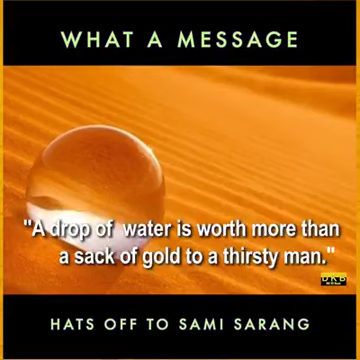 WHAT A MESSAGE
"A drop of water is worth more than
a sack of gold to a thirsty man."
DKB
HATS OFF TO SAMI SARANG